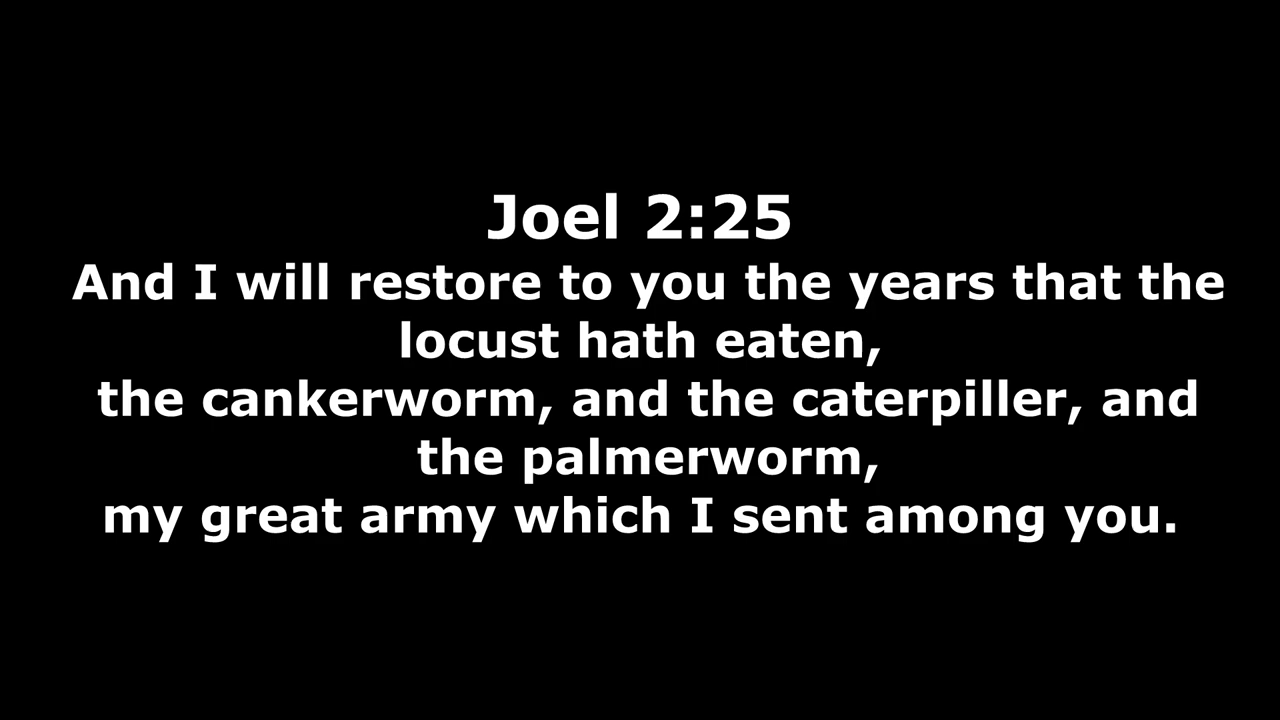 Joel 2:25
And I will restore to you the years that the
locust hath eaten,
the cankerworm, and the caterpiller, and
the palmerworm,
my great army which I sent among you.